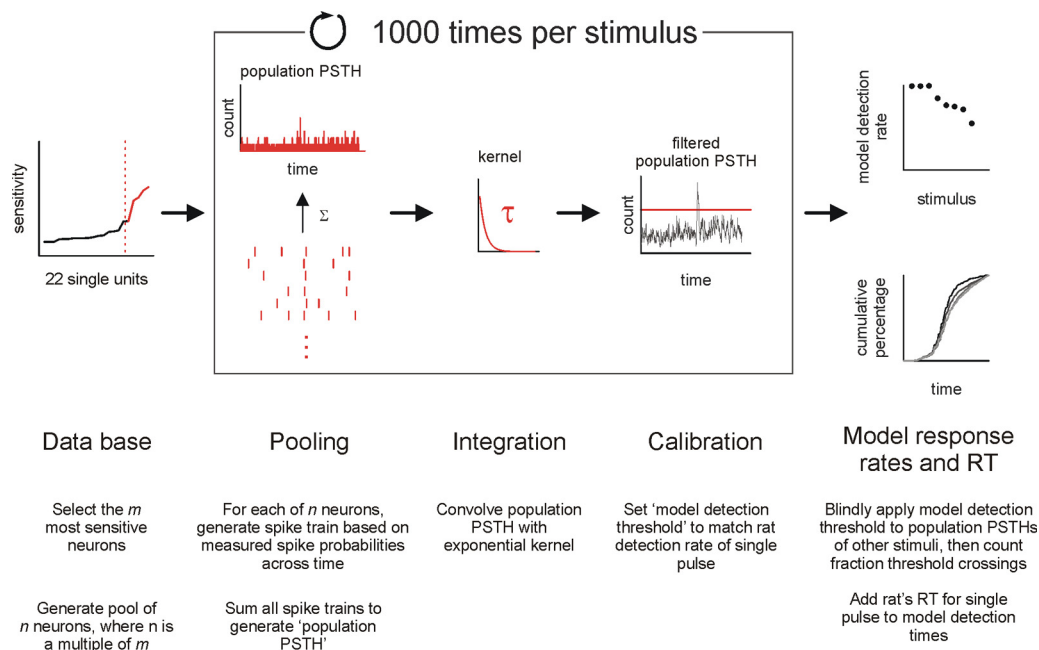 1000 times per stimulus
population PSTH
count
time
Σ
sensitivity
22 single units
kernel
τ
filtered
population PSTH
count
time
model detection
rate
stimulus
cumulative
percentage
time
Data base
Select the m
most sensitive
neurons
Generate pool of
n neurons, where n is
a multiple of m
Pooling
For each of n neurons,
generate spike train based on
measured spike probabilities
across time
Sum all spike trains to
generate ‘population
PSTH’
Integration
Convolve population
PSTH with
exponential kernel
Calibration
Set ‘model detection
threshold’ to match rat
detection rate of single
pulse
Model response
rates and RT
Blindly apply model detection
threshold to population PSTHs
of other stimuli, then count
fraction threshold crossings
Add rat’s RT for single
pulse to model detection
times